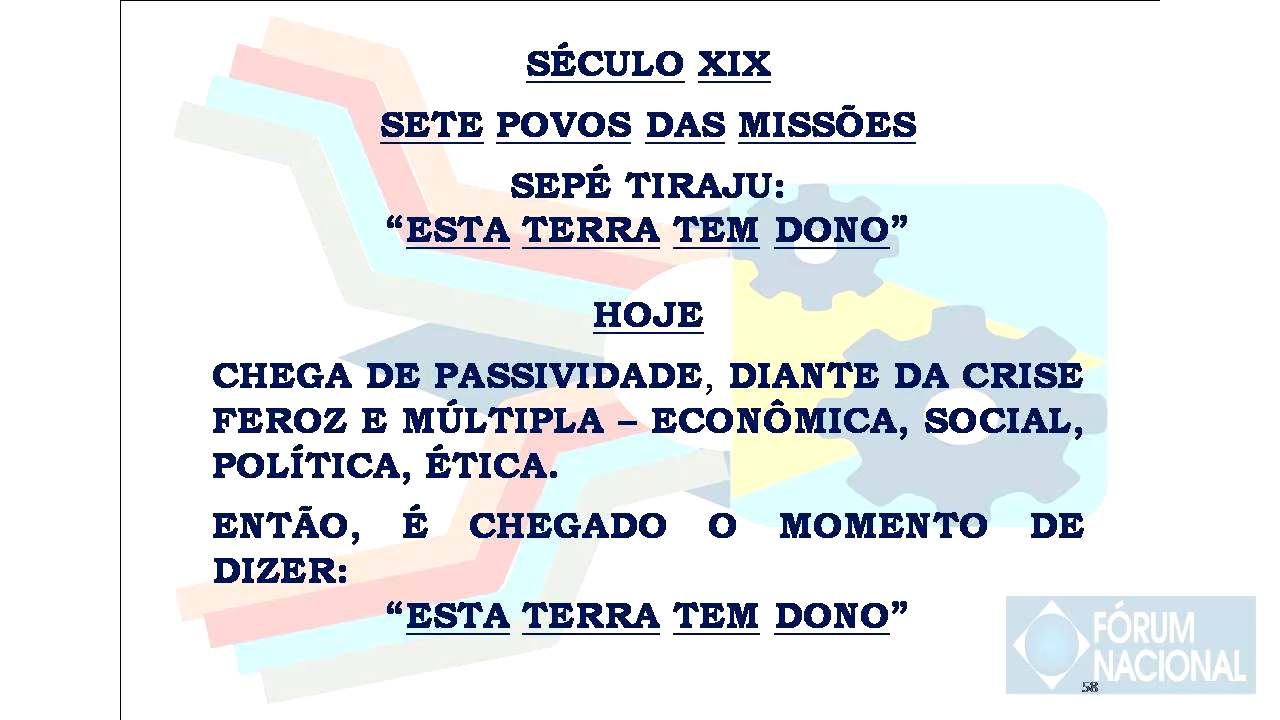 SÉCULO XIX
SETE POVOS DAS MISSÕES
SEPÉ TIRAJU:
“ESTA TERRA TEM DONO”
HOJE
CHEGA DE PASSIVIDADE, DIANTE DA CRISE
FEROZ E MÚLTIPLA – ECONÔMICA, SOCIAL,
POLÍTICA, ÉTICA.
ENTÃO, É CHEGADO O MOMENTO DE
DIZER:
“ESTA TERRA TEM DONO”
FÓRUM
NACIONAL
58